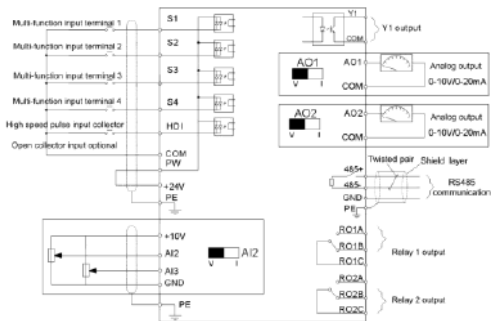 Multi-function input terminal 1
Multi-function input terminal 2
Multi-function input terminal 3
Multi-function input terminal 4
High speed pulse input collector
Open collector input optional
S1
S2
S3
S4
HDI
COM
PW
+24V
PE
+10V
AI2
AI3
GND
PE
V I AI2
Y1
COM
Y1 output
AO1
V I
AO1
COM
Analog output
0-10V/0-20mA
AO2
V I
AO2
COM
Analog output
0-10V/0-20mA
Twisted pair
Shield layer
485+
485-
GND
PE
RS485
communication
RO1A
RO1B
RO1C
Relay 1 output
RO2A
RO2B
RO2C
Relay 2 output